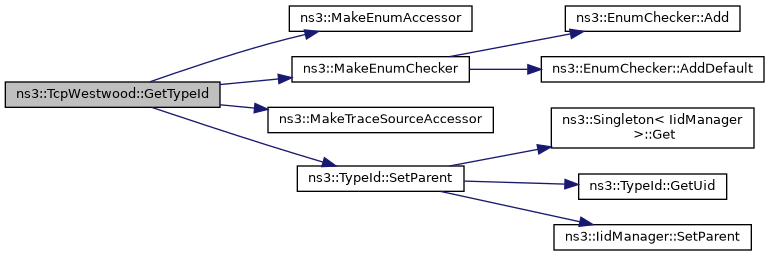 ns3::TcpWestwood::GetTypeId
ns3::MakeEnumAccessor
ns3::MakeEnumChecker
ns3::EnumChecker::Add
ns3::EnumChecker::AddDefault
ns3::MakeTraceSourceAccessor
ns3::TypeId::SetParent
ns3::Singleton< IidManager
>::Get
ns3::TypeId::GetUid
ns3::IidManager::SetParent